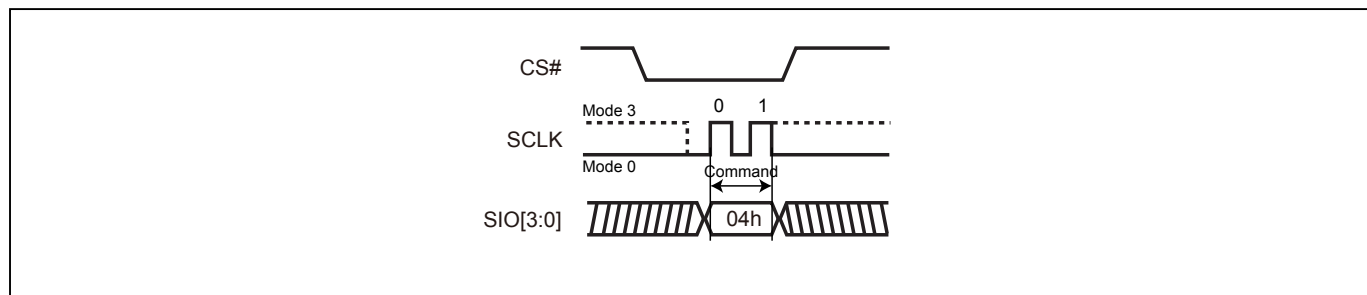 CS#
Mode 3
0 1
SCLK
Mode 0
Command
SIO[3:0]
04h